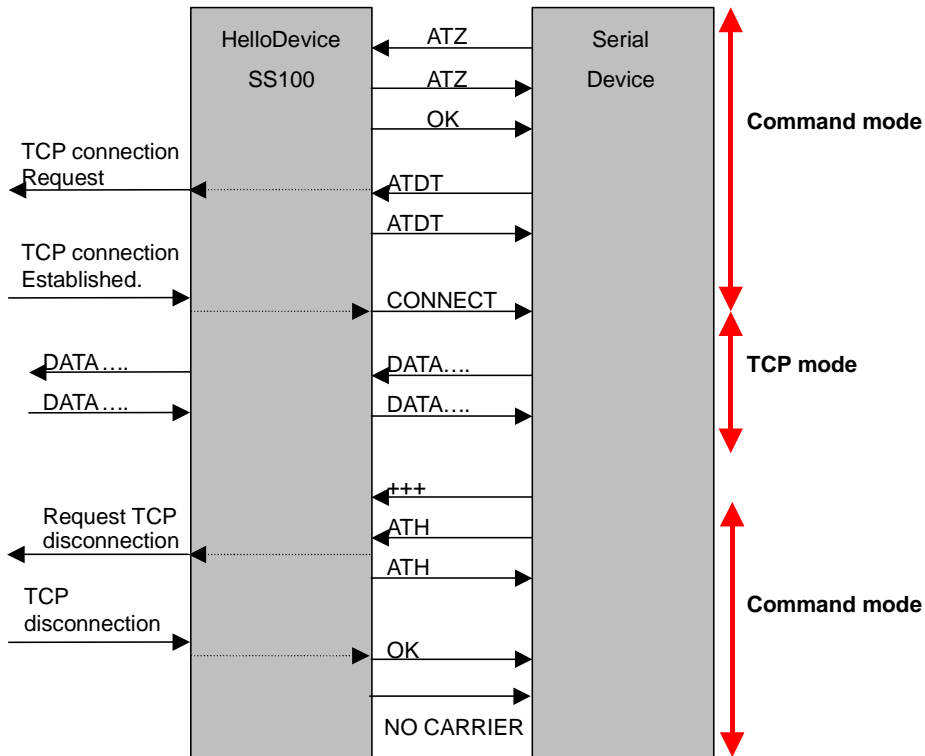 HelloDevice
SS100
Serial
Device
ATZ
ATZ
OK
Command mode
TCP connection
Request
ATDT
ATDT
TCP connection
Established.
CONNECT
TCP mode
DATA....
DATA....
DATA....
DATA....
+++
Request TCP
disconnection
ATH
ATH
Command mode
TCP
disconnection
OK
NO CARRIER